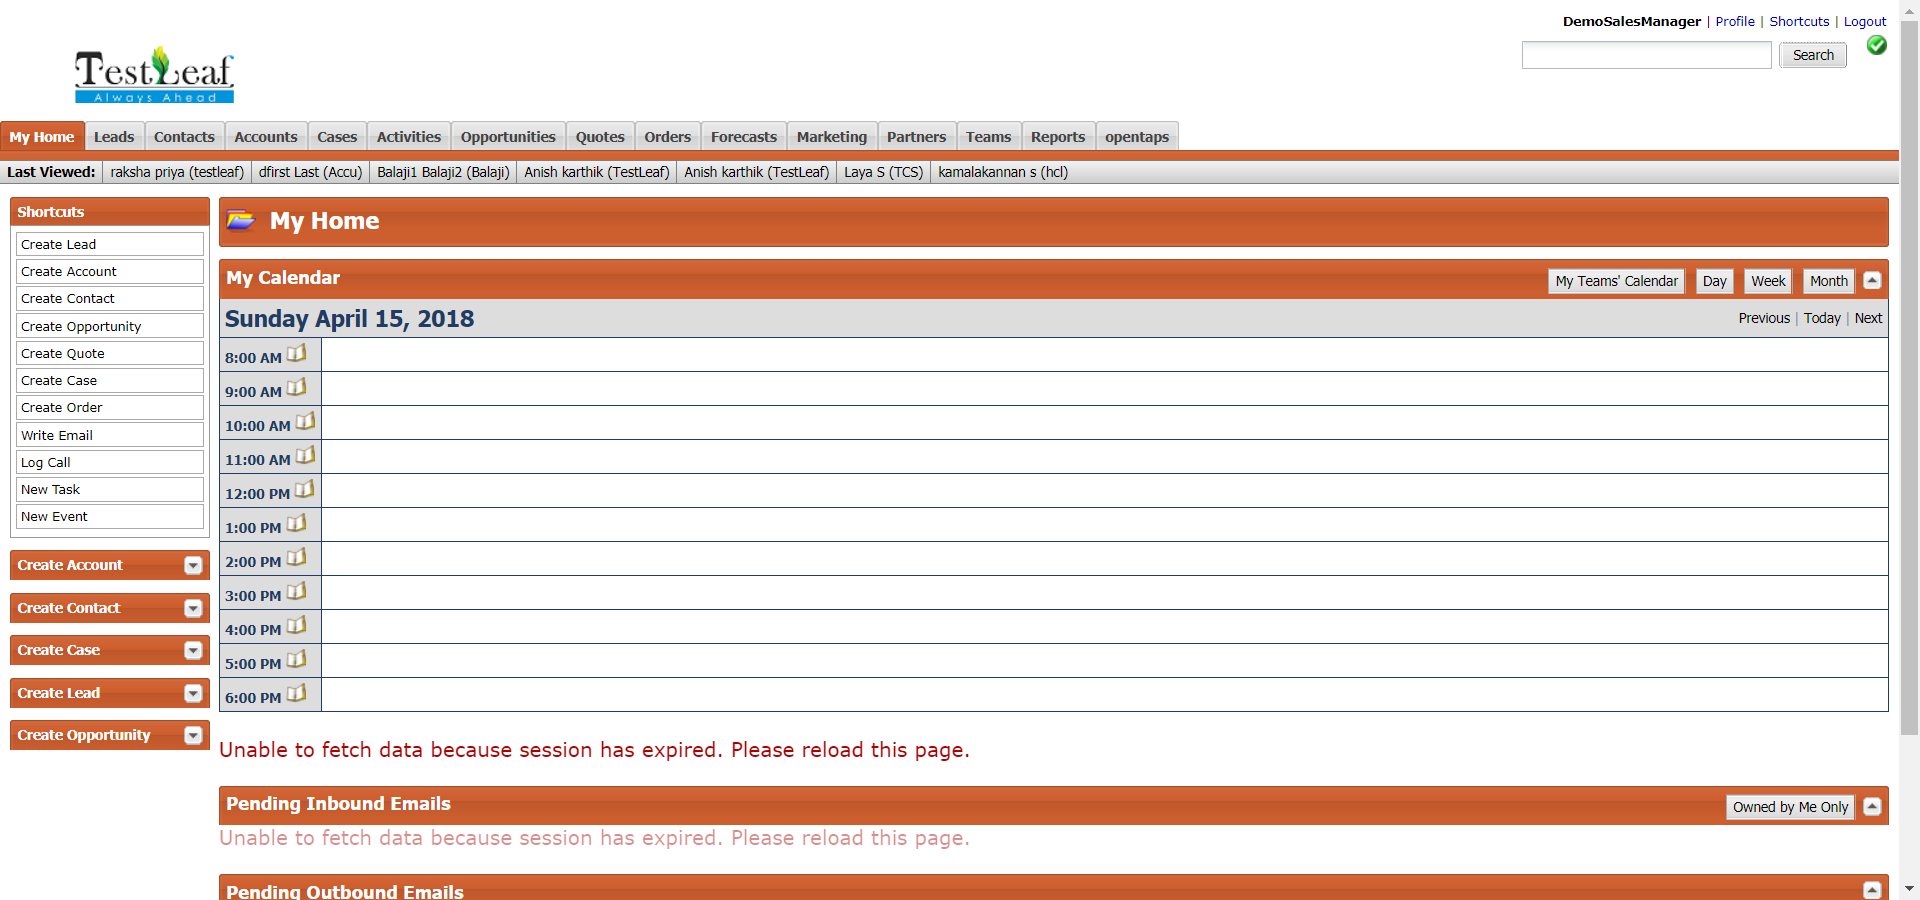 DemoSalesManager | Profile | Shortcuts | Logout
Search
TestLeaf
Always Ahead
My Home Leads Contacts Accounts Cases Activities Opportunities Quotes Orders Forecasts Marketing Partners Teams Reports opentaps
Last Viewed: raksha priya (testleaf) dfirst Last (Accu) Balaji1 Balaji2 (Balaji) Anish karthik (TestLeaf) Anish karthik (TestLeaf) Laya S (TCS) kamalakannan s (hcl)
Shortcuts
Create Lead
Create Account
Create Contact
Create Opportunity
Create Quote
Create Case
Create Order
Write Email
Log Call
New Task
New Event
Create Account
Create Contact
Create Case
Create Lead
Create Opportunity
My Home
My Calendar My Teams' Calendar Day Week Month
Sunday April 15, 2018 Previous | Today | Next
8:00 AM
9:00 AM
10:00 AM
11:00 AM
12:00 PM
1:00 PM
2:00 PM
3:00 PM
4:00 PM
5:00 PM
6:00 PM
Unable to fetch data because session has expired. Please reload this page.
Pending Inbound Emails Owned by Me Only
Unable to fetch data because session has expired. Please reload this page.
Pending Outbound Emails